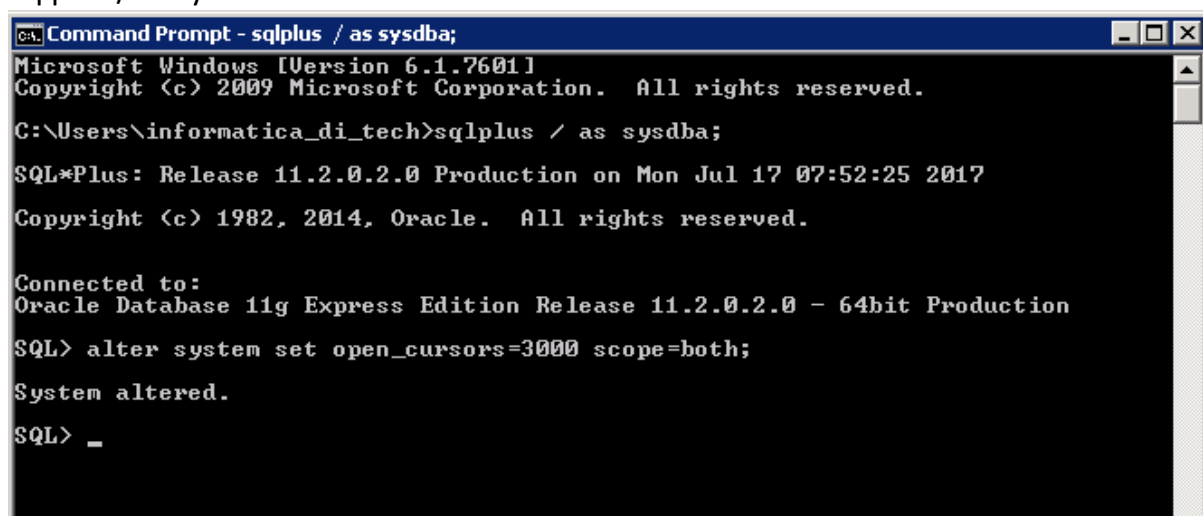 Command Prompt - sqlplus / as sysdba;
Microsoft Windows [Version 6.1.7601]
Copyright (c) 2009 Microsoft Corporation.  All rights reserved.
C:\Users\informatica_di_tech>sqlplus / as sysdba;
SQL*Plus: Release 11.2.0.2.0 Production on Mon Jul 17 07:52:25 2017
Copyright (c) 1982, 2014, Oracle.  All rights reserved.
Connected to:
Oracle Database 11g Express Edition Release 11.2.0.2.0 - 64bit Production
SQL> alter system set open_cursors=3000 scope=both;
System altered.
SQL> _